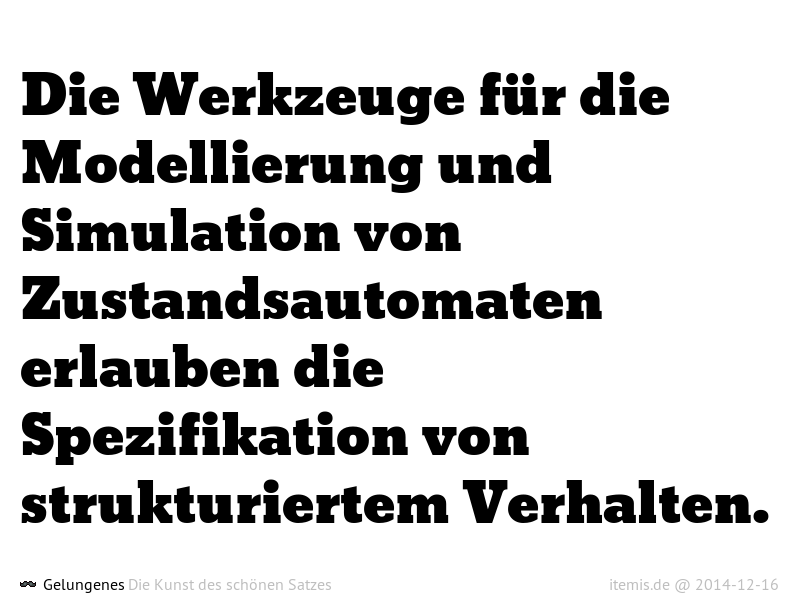 Die Werkzeuge für die
Modellierung und
Simulation von
Zustandsautomaten
erlauben die
Spezifikation von
strukturiertem Verhalten.
Gelungenes Die Kunst des schönen Satzes
itemis.de @ 2014-12-16